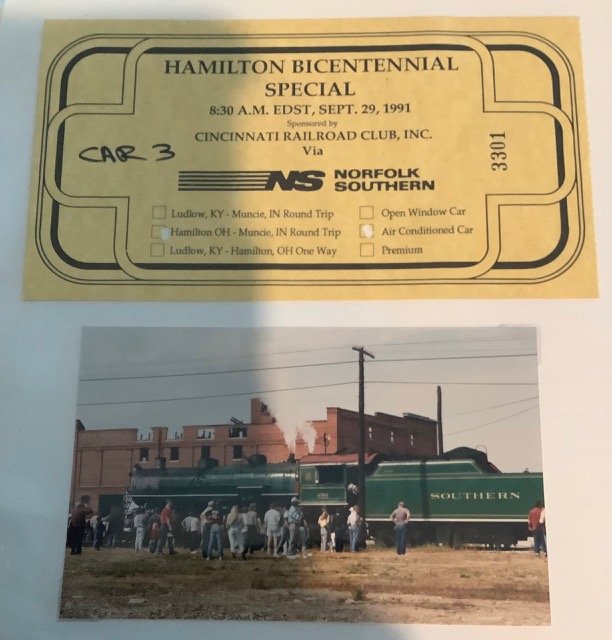 HAMILTON BICENTENNIAL
SPECIAL
8:30 A.M. EDST, SEPT. 29, 1991
Sponsored by
CINCINNATI RAILROAD CLUB, INC.
Via
CAR 3
3301
NS NORFOLK
SOUTHERN
Ludlow, KY - Muncie, IN Round Trip
Hamilton OH - Muncie, IN Round Trip
Ludlow, KY - Hamilton, OH One Way
Open Window Car
Air Conditioned Car
Premium
SOUTHERN